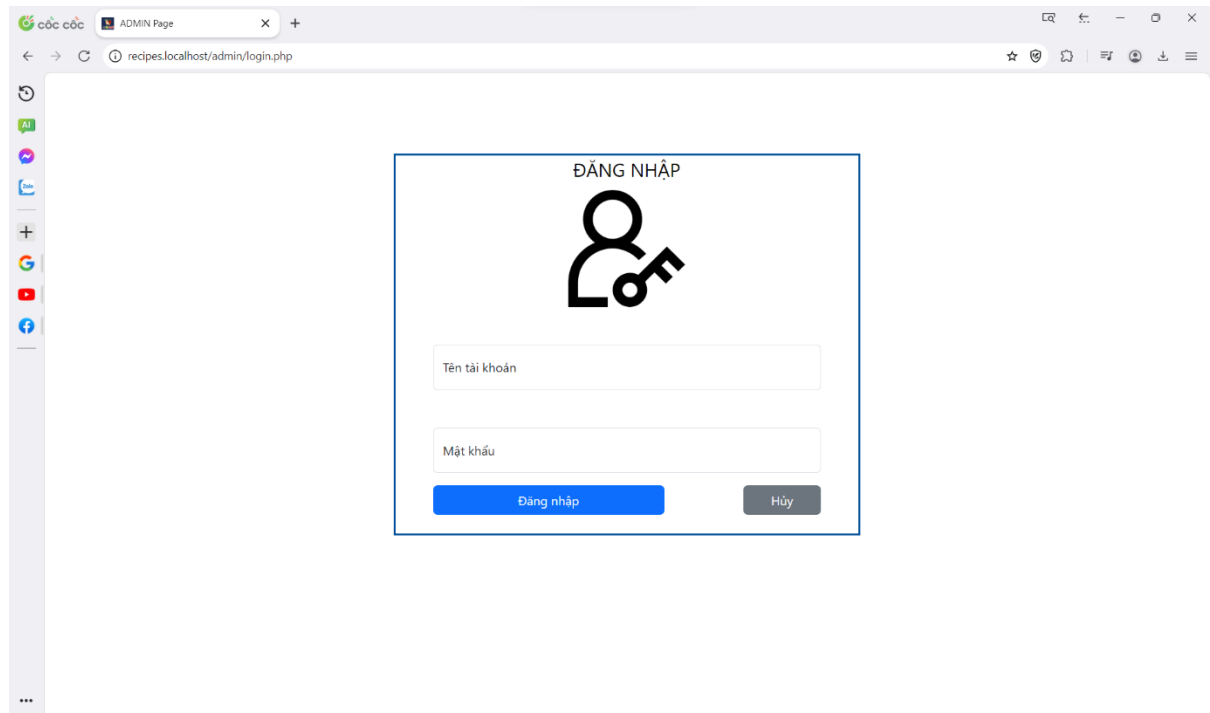 cốc cốc
ADMIN Page
recipes.localhost/admin/login.php
AI
Zalo
ĐĂNG NHẬP
Tên tài khoản
Mật khẩu
Đăng nhập
Hủy